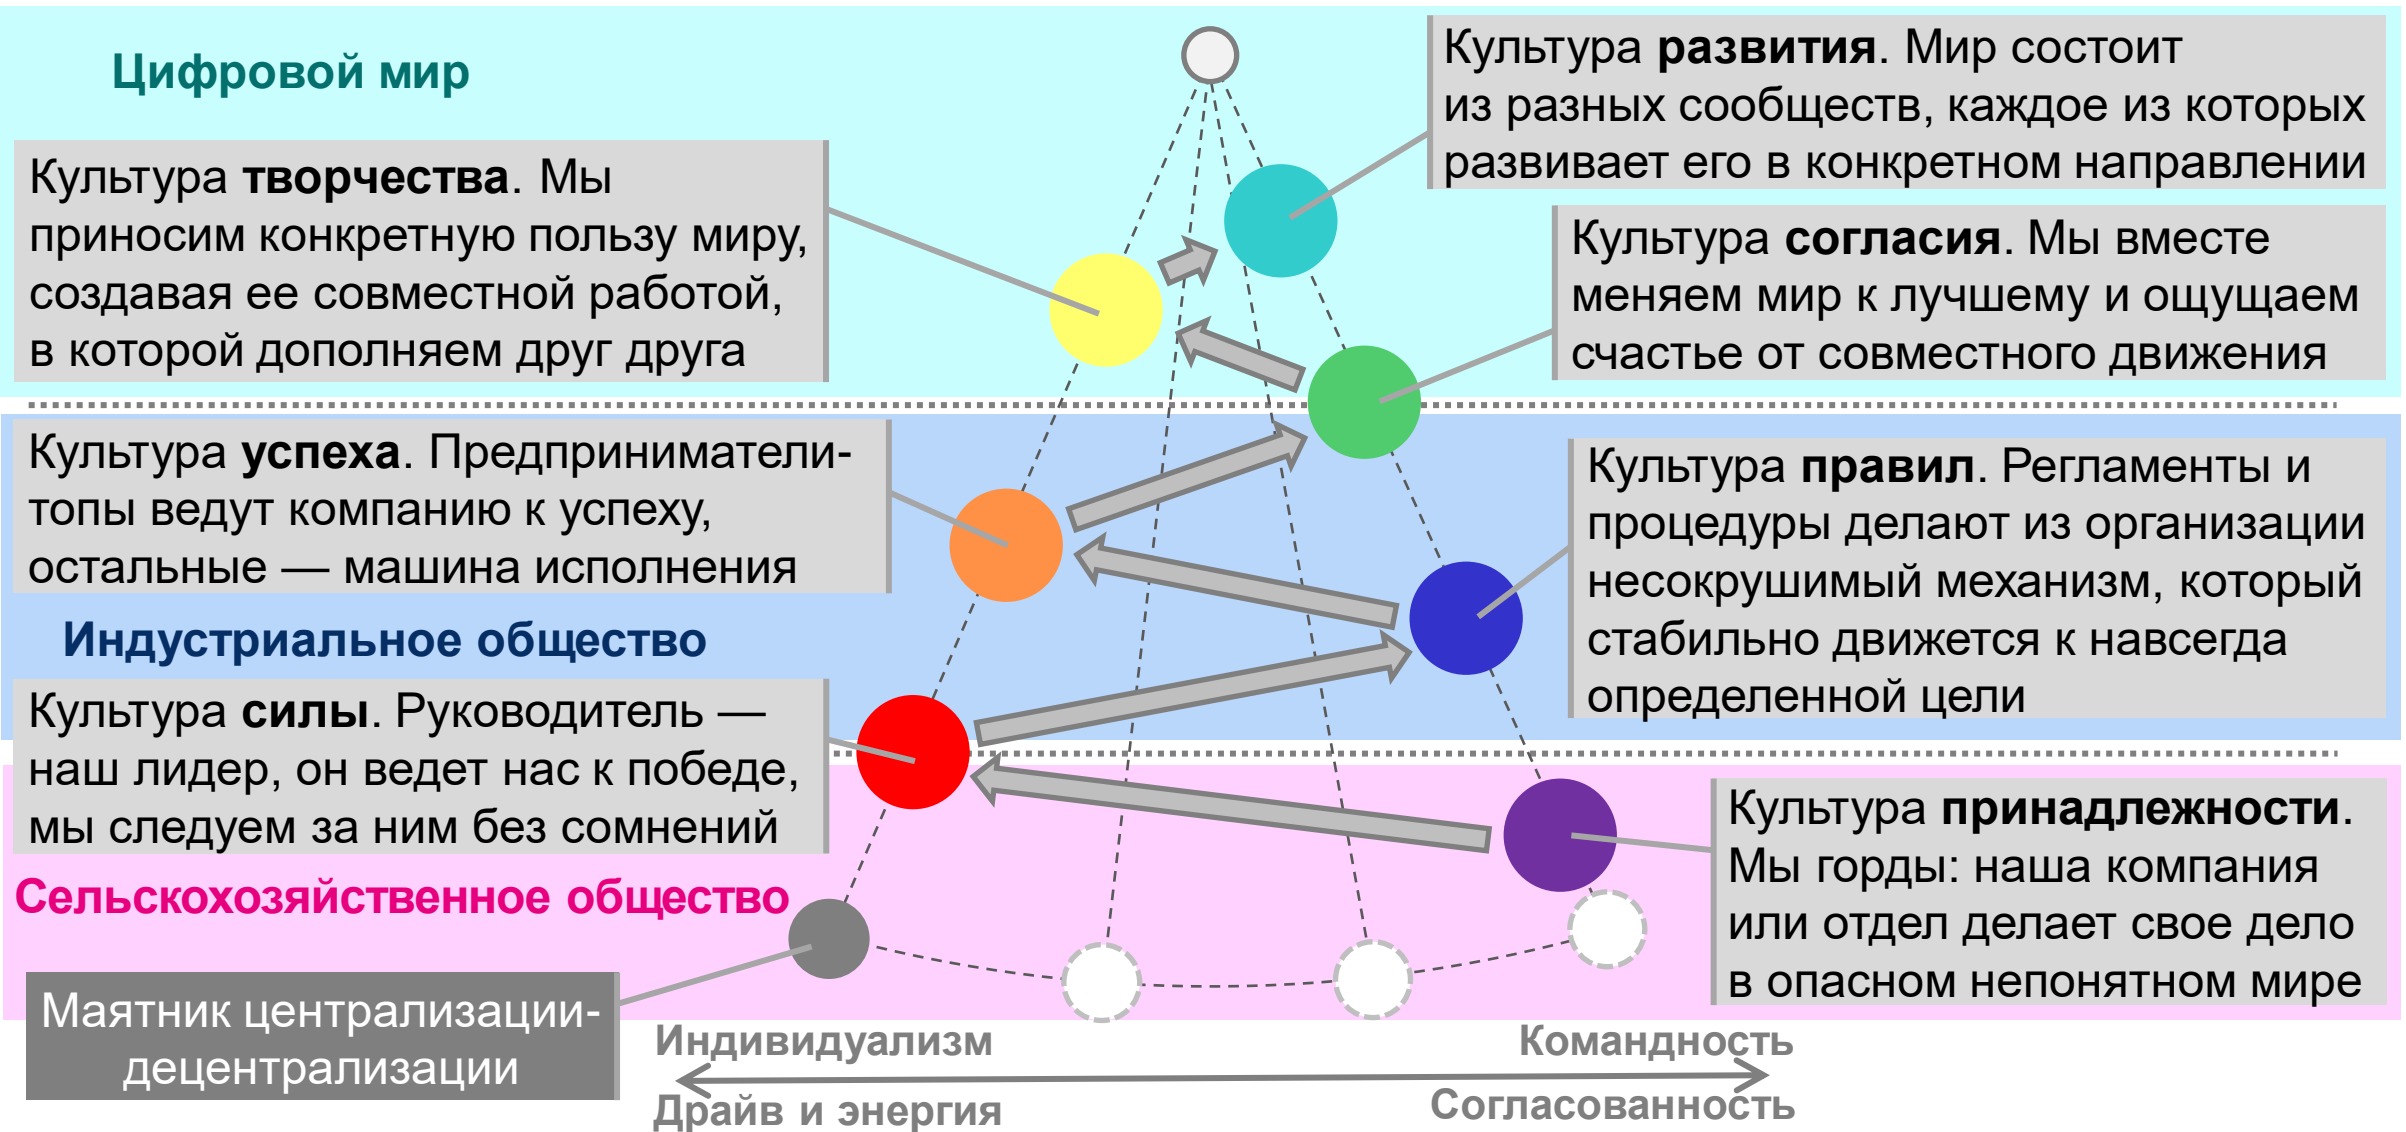 Цифровой мир
Культура развития. Мир состоит
из разных сообществ, каждое из которых
развивает его в конкретном направлении
Культура творчества. Мы
приносим конкретную пользу миру,
создавая ее совместной работой,
в которой дополняем друг друга
Культура согласия. Мы вместе
меняем мир к лучшему и ощущаем
счастье от совместного движения
Культура успеха. Предприниматели-
топы ведут компанию к успеху,
остальные — машина исполнения
Культура правил. Регламенты и
процедуры делают из организации
несокрушимый механизм, который
стабильно движется к навсегда
определенной цели
Индустриальное общество
Культура силы. Руководитель —
наш лидер, он ведет нас к победе,
мы следуем за ним без сомнений
Культура принадлежности.
Мы горды: наша компания
или отдел делает свое дело
в опасном непонятном мире
Сельскохозяйственное общество
Маятник централизации-
децентрализации
Индивидуализм
Командность
Драйв и энергия
Согласованность